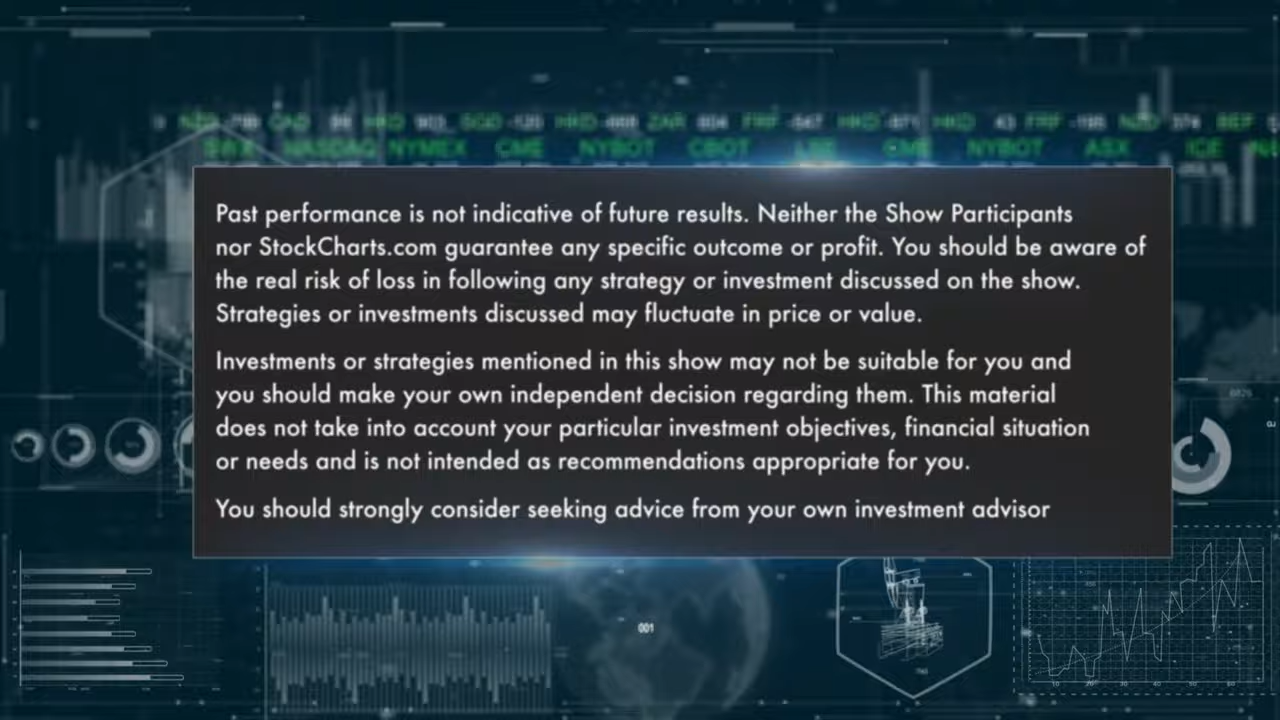 SWX NASDAQ NYMEX CME NYBOT CBOT LSE CME NYBOT ASX ICE
Past performance is not indicative of future results. Neither the Show Participants
nor StockCharts.com guarantee any specific outcome or profit. You should be aware of
the real risk of loss in following any strategy or investment discussed on the show.
Strategies or investments discussed may fluctuate in price or value.
Investments or strategies mentioned in this show may not be suitable for you and
you should make your own independent decision regarding them. This material
does not take into account your particular investment objectives, financial situation
or needs and is not intended as recommendations appropriate for you.
You should strongly consider seeking advice from your own investment advisor
001